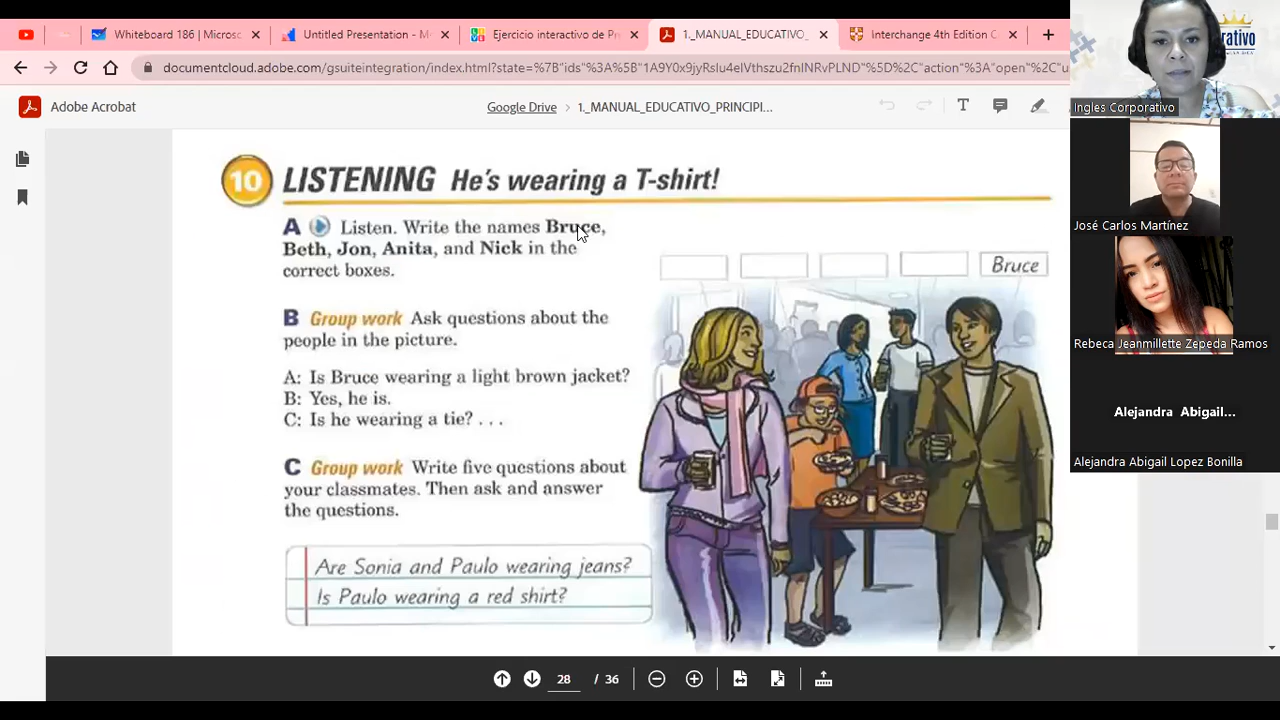 Whiteboard 186 | Microsc
Untitled Presentation - M
Ejercicio interactivo de Pr
1._MANUAL_EDUCATIVO_
Interchange 4th Edition C
documentcloud.adobe.com/gsuiteintegration/index.html?state=%7B"ids"%3A%5B"1A9Y0x9jyRslu4elVthszu2fnINRvPLND"%5D%2C"action"%3A"open"%2C"u
Adobe Acrobat
Google Drive > 1._MANUAL_EDUCATIVO_PRINCIPI...
10 LISTENING He's wearing a T-shirt!
A Listen. Write the names Bruce,
Beth, Jon, Anita, and Nick in the
correct boxes.
B Group work Ask questions about the
people in the picture.
A: Is Bruce wearing a light brown jacket?
B: Yes, he is.
C: Is he wearing a tie? . . .
C Group work Write five questions about
your classmates. Then ask and answer
the questions.
Are Sonia and Paulo wearing jeans?
Is Paulo wearing a red shirt?
Bruce
28 / 36
Ingles Corporativo
José Carlos Martínez
Rebeca Jeanmillette Zepeda Ramos
Alejandra Abigail...
Alejandra Abigail Lopez Bonilla